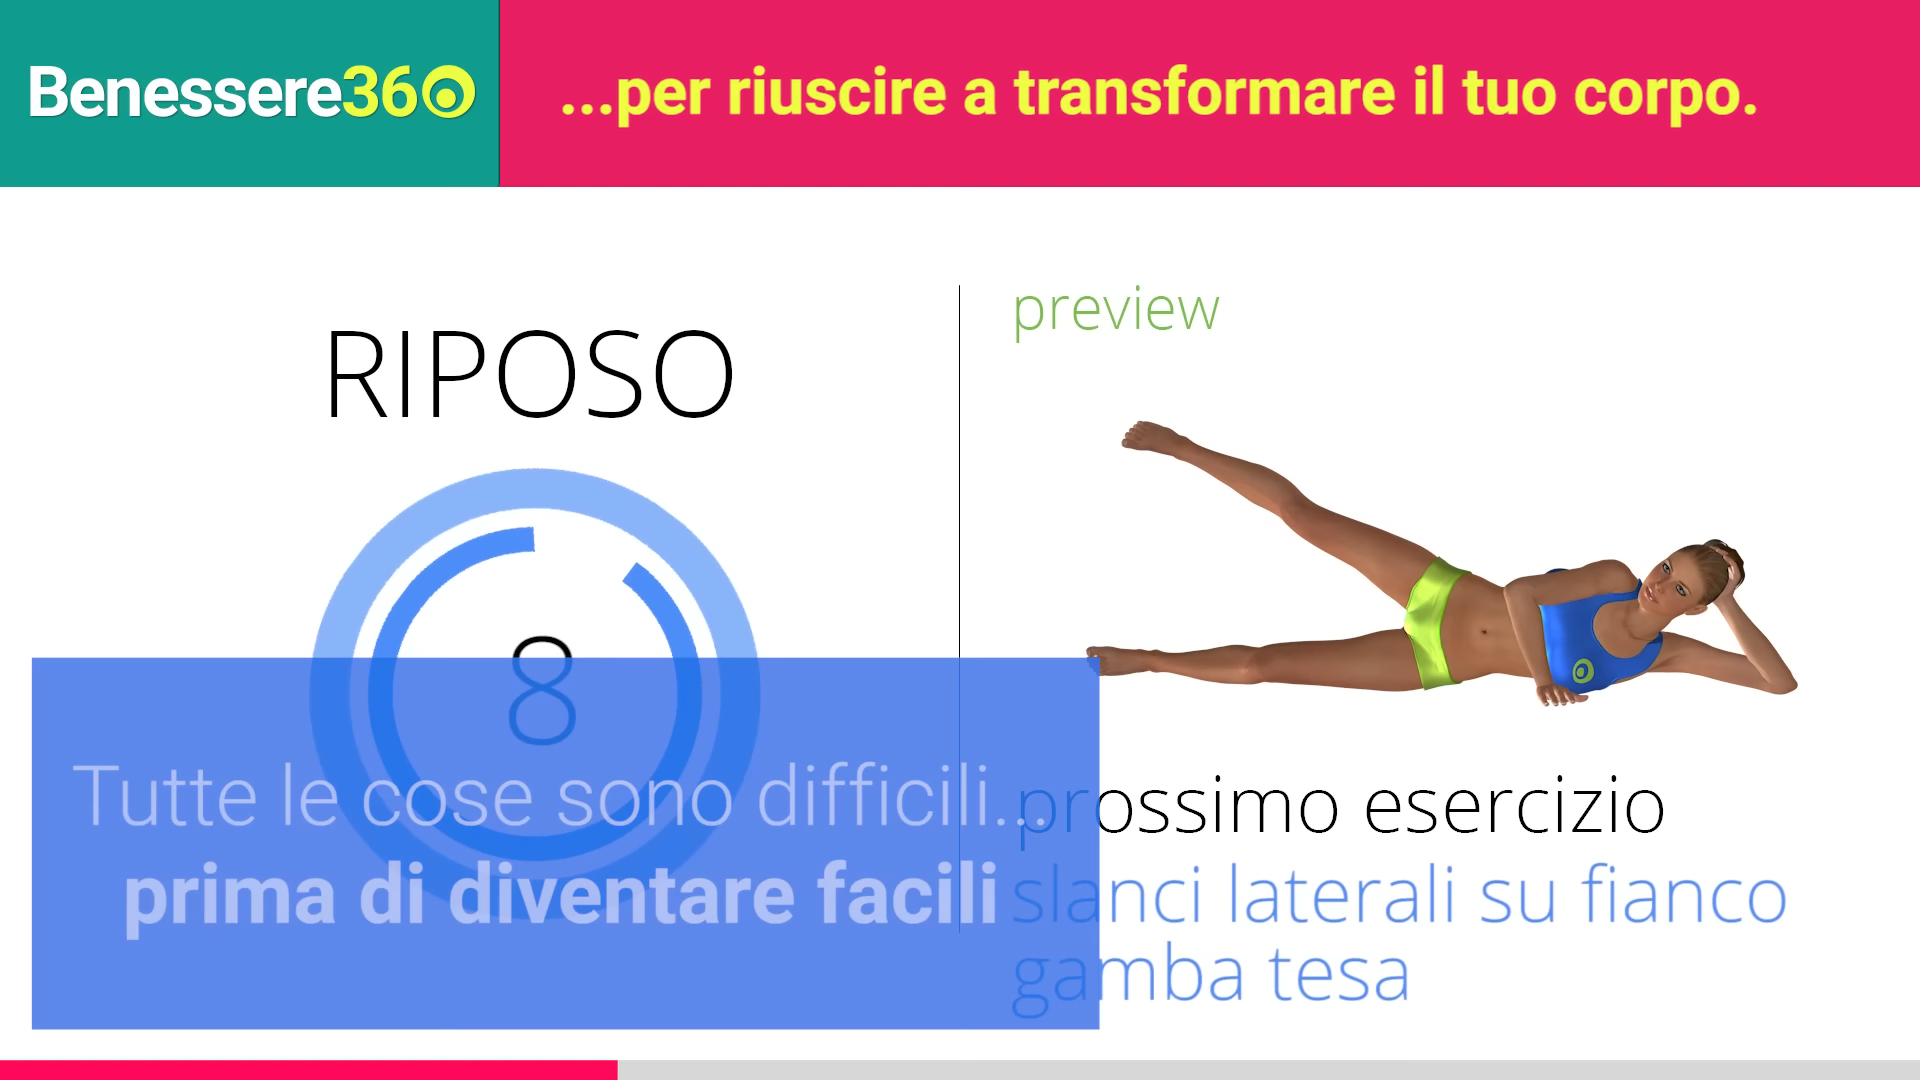 Benessere360
...per riuscire a transformare il tuo corpo.
RIPOSO
8
preview
Tutte le cose sono difficili...
prima di diventare facili
prossimo esercizio
slanci laterali su fianco
gamba tesa